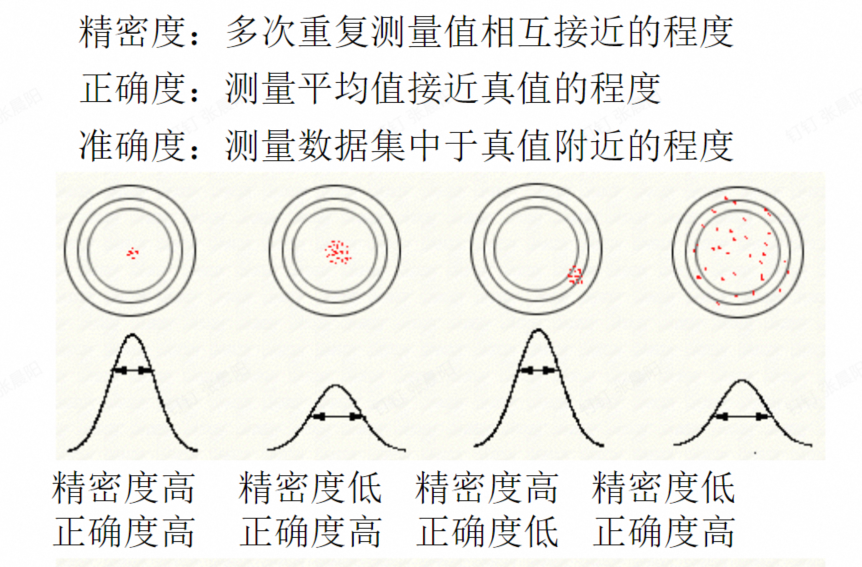 精密度：多次重复测量值相互接近的程度
正确度：测量平均值接近真值的程度
准确度：测量数据集中于真值附近的程度
精密度高 精密度低 精密度高 精密度低
正确度高 正确度高 正确度低 正确度高